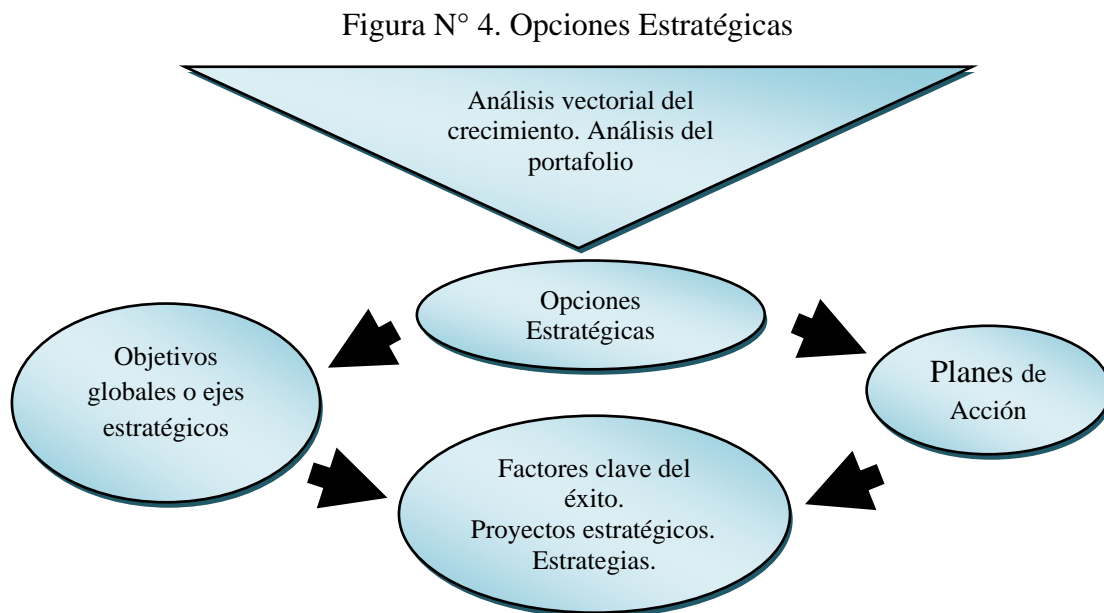 Figura N° 4. Opciones Estratégicas
Análisis vectorial del
crecimiento. Análisis del
portafolio
Opciones
Estratégicas
Objetivos
globales o ejes
estratégicos
Planes de
Acción
Factores clave del
éxito.
Proyectos estratégicos.
Estrategias.